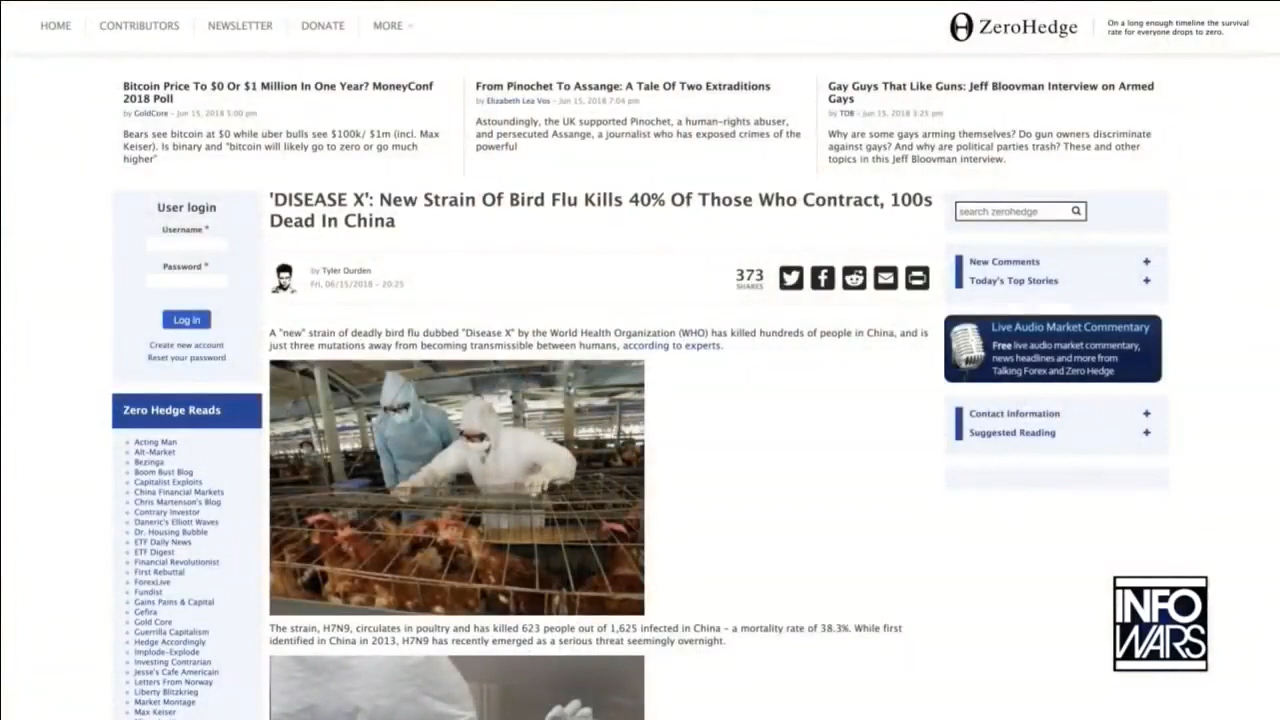 HOME
CONTRIBUTORS
NEWSLETTER
DONATE
MORE
ZeroHedge
On a long enough timeline the survival
rate for everyone drops to zero.
Bitcoin Price To $0 Or $1 Million In One Year? MoneyConf
2018 Poll
by GoldCore - Jun 15, 2018 5:00 pm
Bears see bitcoin at $0 while uber bulls see $100k/ $1m (incl. Max
Keiser). Is binary and "bitcoin will likely go to zero or go much
higher"
From Pinochet To Assange: A Tale Of Two Extraditions
by Elizabeth Lea Vos - Jun 15, 2018 7:04 pm
Astoundingly, the UK supported Pinochet, a human-rights abuser,
and persecuted Assange, a journalist who has exposed crimes of the
powerful
Gay Guys That Like Guns: Jeff Bloovman Interview on Armed
Gays
by TDB - Jun 15, 2018 3:25 pm
Why are some gays arming themselves? Do gun owners discriminate
against gays? And why are political parties trash? These and other
topics in this Jeff Bloovman interview.
User login
Username *
Password *
Log in
Create new account
Reset your password
Zero Hedge Reads
Acting Man
Alt-Market
Bezinga
Boom Bust Blog
Capitalist Exploits
China Financial Markets
Chris Martenson's Blog
Contrary Investor
Daneric's Elliott Waves
Dr. Housing Bubble
ETF Daily News
ETF Digest
Financial Revolutionist
First Rebuttal
ForexLive
Fundist
Gains Pains & Capital
Gefira
Gold Core
Guerrilla Capitalism
Hedge Accordingly
Implode-Explode
Investing Contrarian
Jesse's Cafe Americain
Letters From Norway
Liberty Blitzkrieg
Market Montage
Max Keiser
'DISEASE X': New Strain Of Bird Flu Kills 40% Of Those Who Contract, 100s
Dead In China
by Tyler Durden
Fri, 06/15/2018 - 20:25
373
SHARES
A "new" strain of deadly bird flu dubbed "Disease X" by the World Health Organization (WHO) has killed hundreds of people in China, and is
just three mutations away from becoming transmissible between humans, according to experts.
The strain, H7N9, circulates in poultry and has killed 623 people out of 1,625 infected in China - a mortality rate of 38.3%. While first
identified in China in 2013, H7N9 has recently emerged as a serious threat seemingly overnight.
search zerohedge
New Comments
Today's Top Stories
Live Audio Market Commentary
Free live audio market commentary,
news headlines and more from
Talking Forex and Zero Hedge
Contact Information
Suggested Reading
INFO
WARS